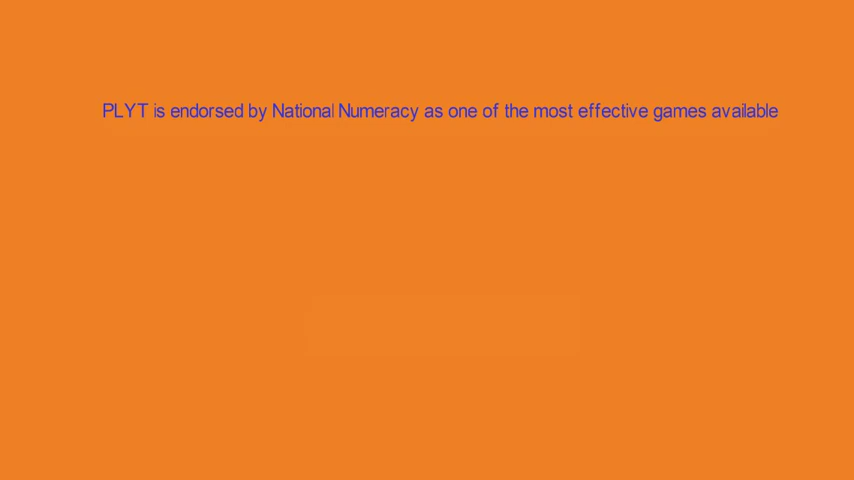 PLYT is endorsed by National Numeracy as one of the most effective games available